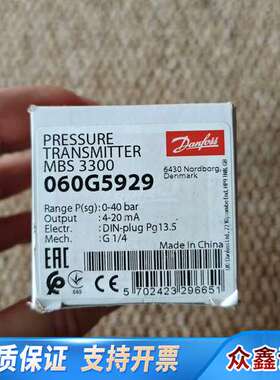 PRESSURE
TRANSMITTER
MBS 3300
060G5929
Danfoss
6430 Nordborg,
Denmark
Range P(sg): 0-40 bar
Output : 4-20 mA
Electr. : DIN-plug Pg13.5
Mech. : G 1/4
Made in China
EAC
5 702423 296651
质保 支持开票
众鑫